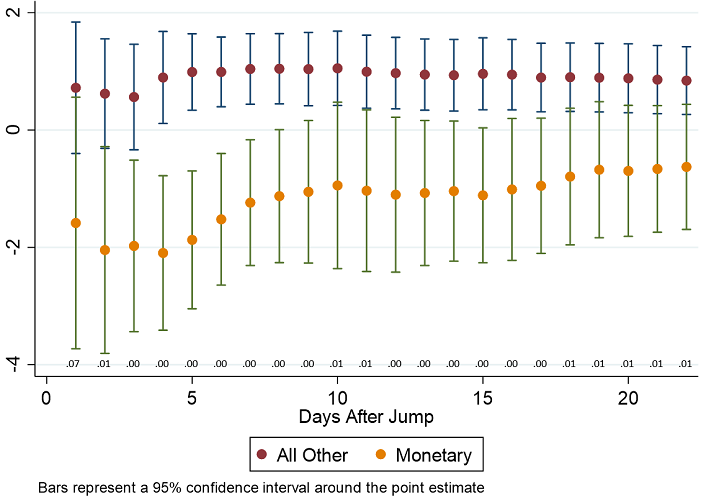 2
0
-2
-4
.07 .01 .00 .00 .00 .00 .00 .00 .00 .01 .01 .00 .00 .00 .00 .00 .00 .01 .01 .01 .01 .01
0 5 10 15 20
Days After Jump
All Other Monetary
Bars represent a 95% confidence interval around the point estimate